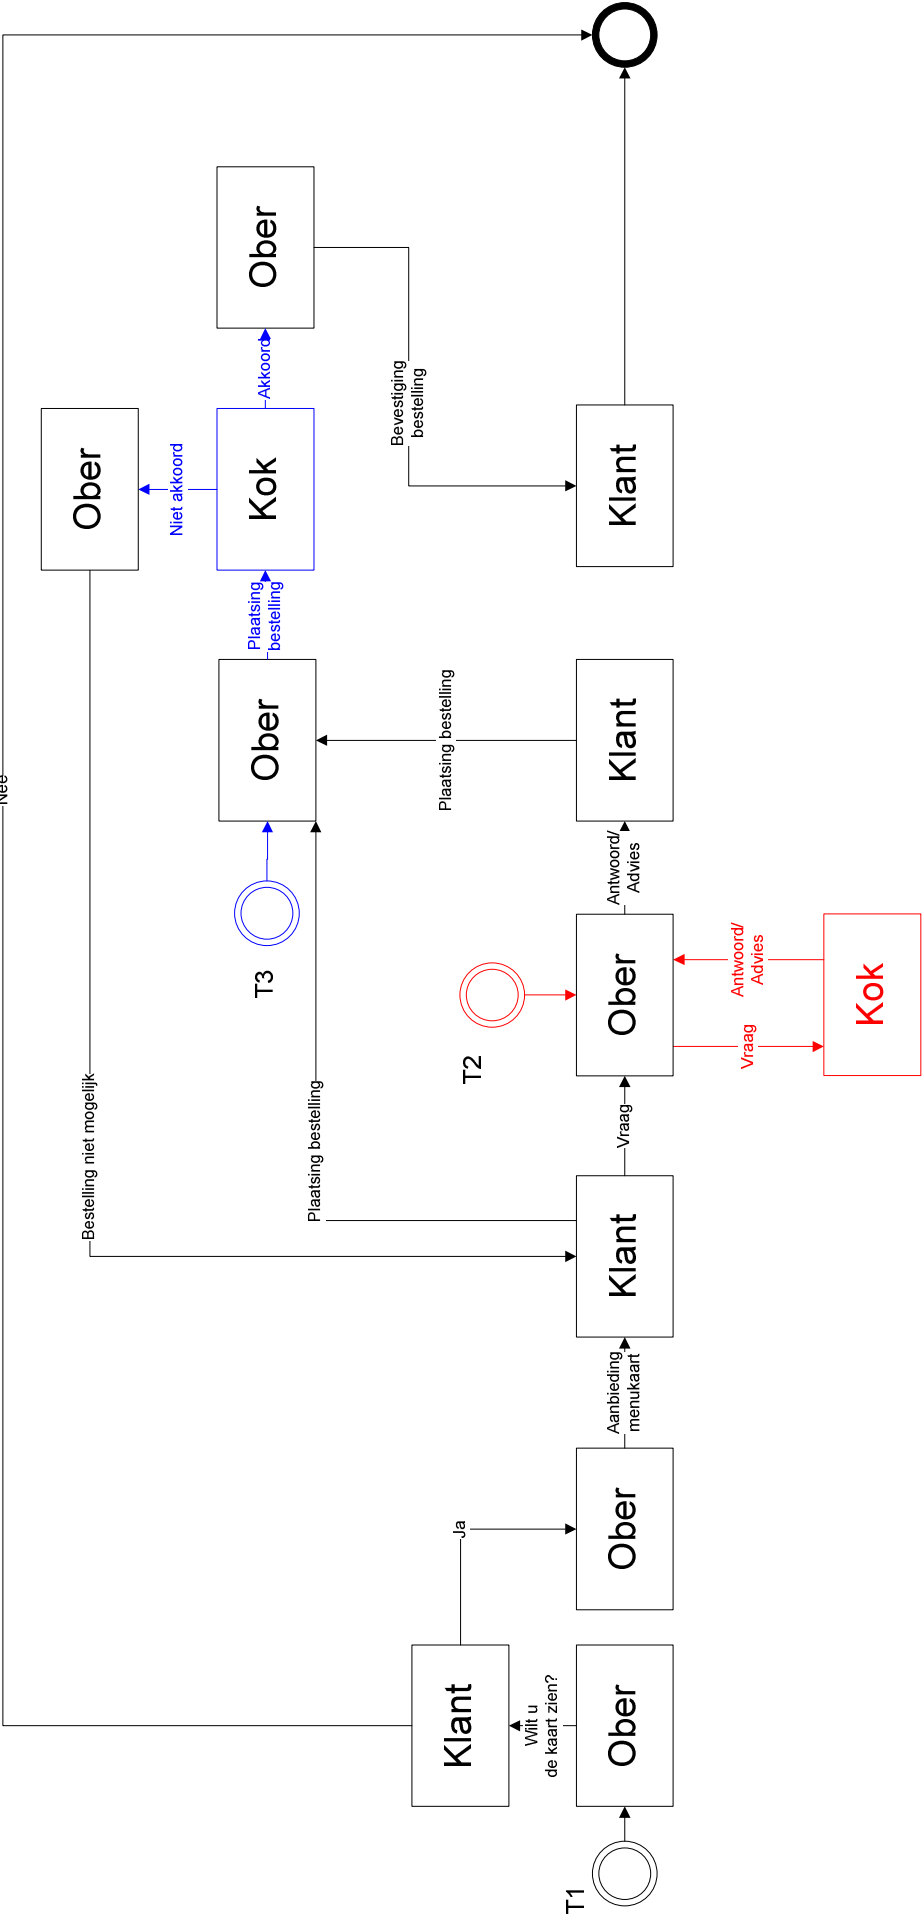 Nee
Bestelling niet mogelijk
Ober
Niet akkoord
T3
Ober
Plaatsing
bestelling
Kok
Akkoord
Ober
Plaatsing bestelling
Bevestiging
bestelling
Plaatsing bestelling
Klant
Ja
T2
T1
Wilt u
de kaart zien?
Ober
Ober
Aanbieding
menukaart
Klant
Vraag
Ober
Antwoord/
Advies
Klant
Klant
Vraag
Antwoord/
Advies
Kok